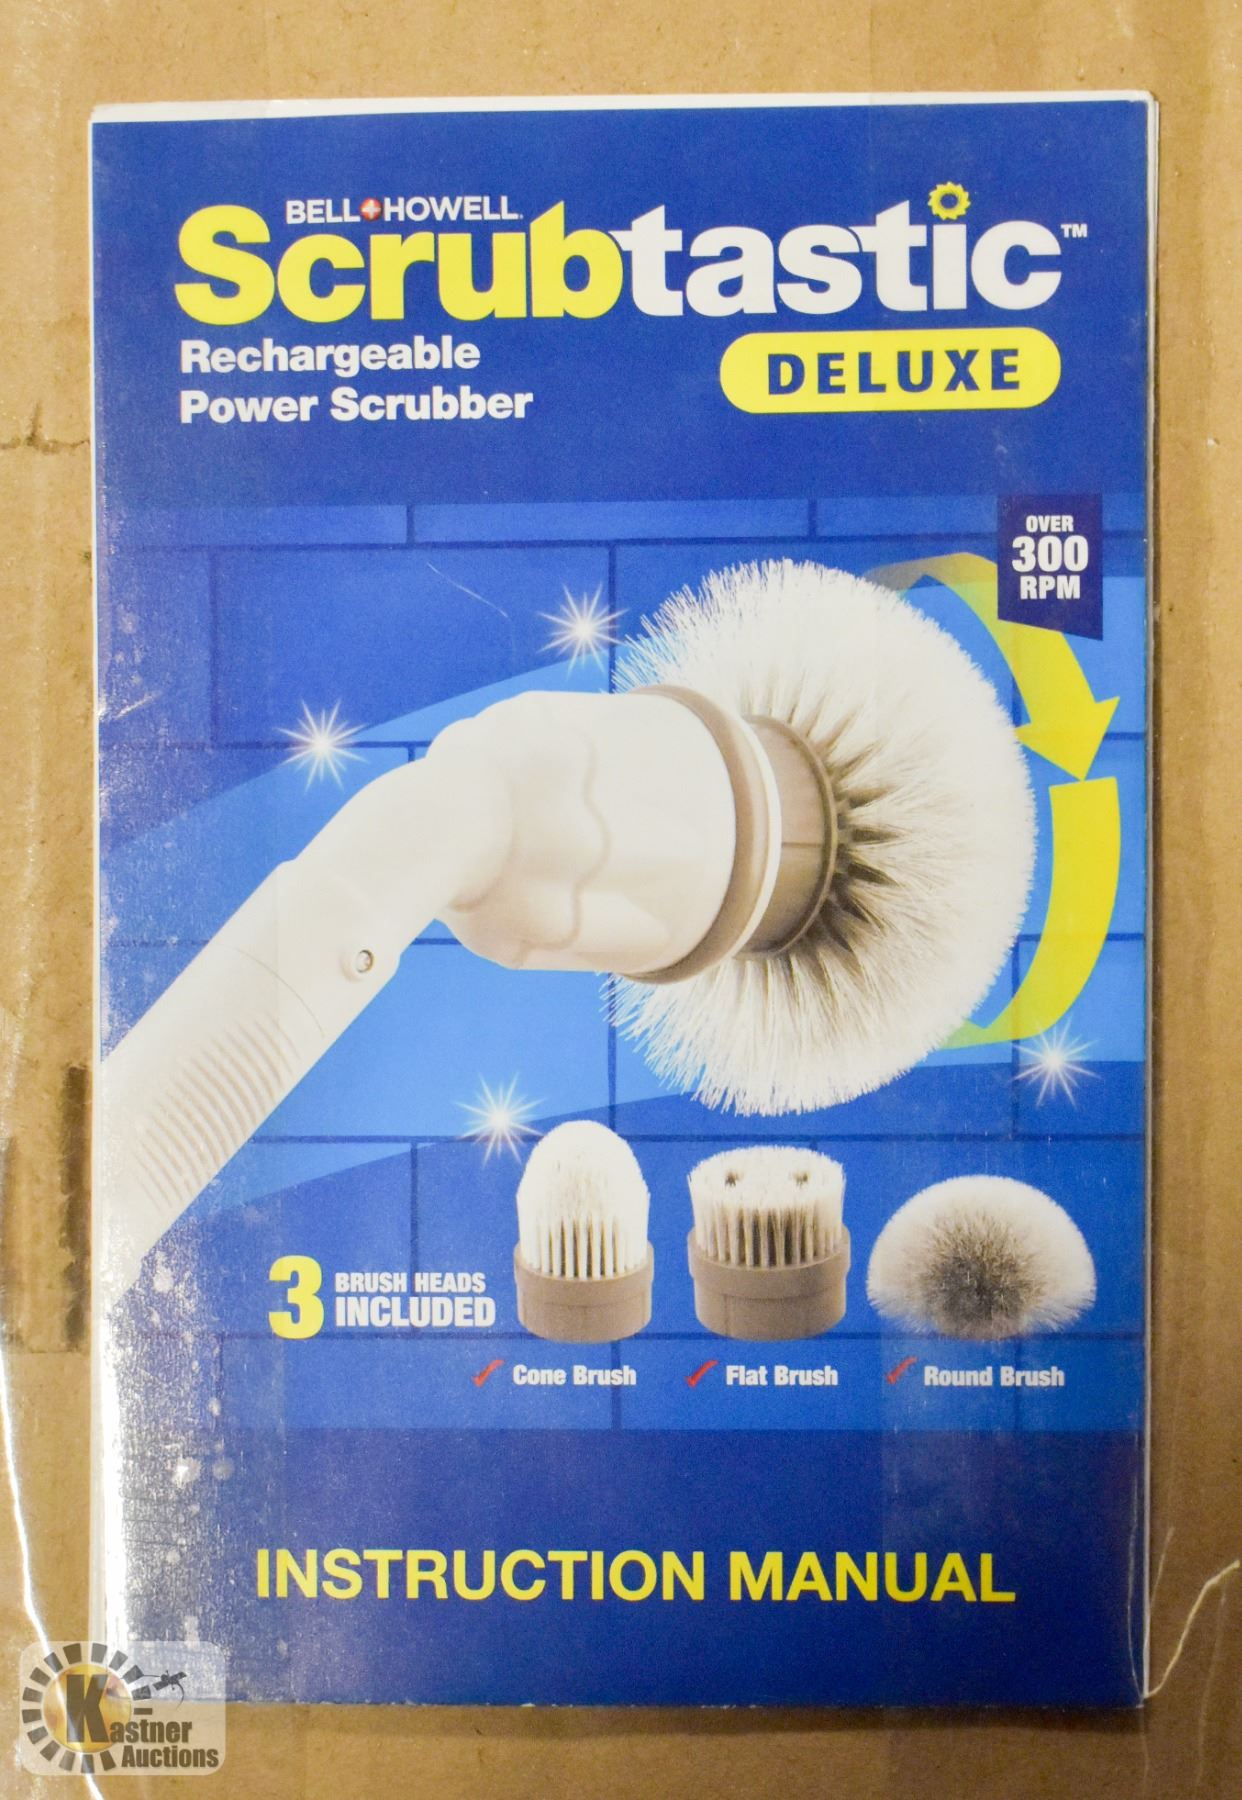 BELL+HOWELL
Scrubtastic™
Rechargeable
Power Scrubber
DELUXE
OVER
300
RPM
3
BRUSH HEADS
INCLUDED
Cone Brush
Flat Brush
Round Brush
INSTRUCTION MANUAL
Kastner
Auctions